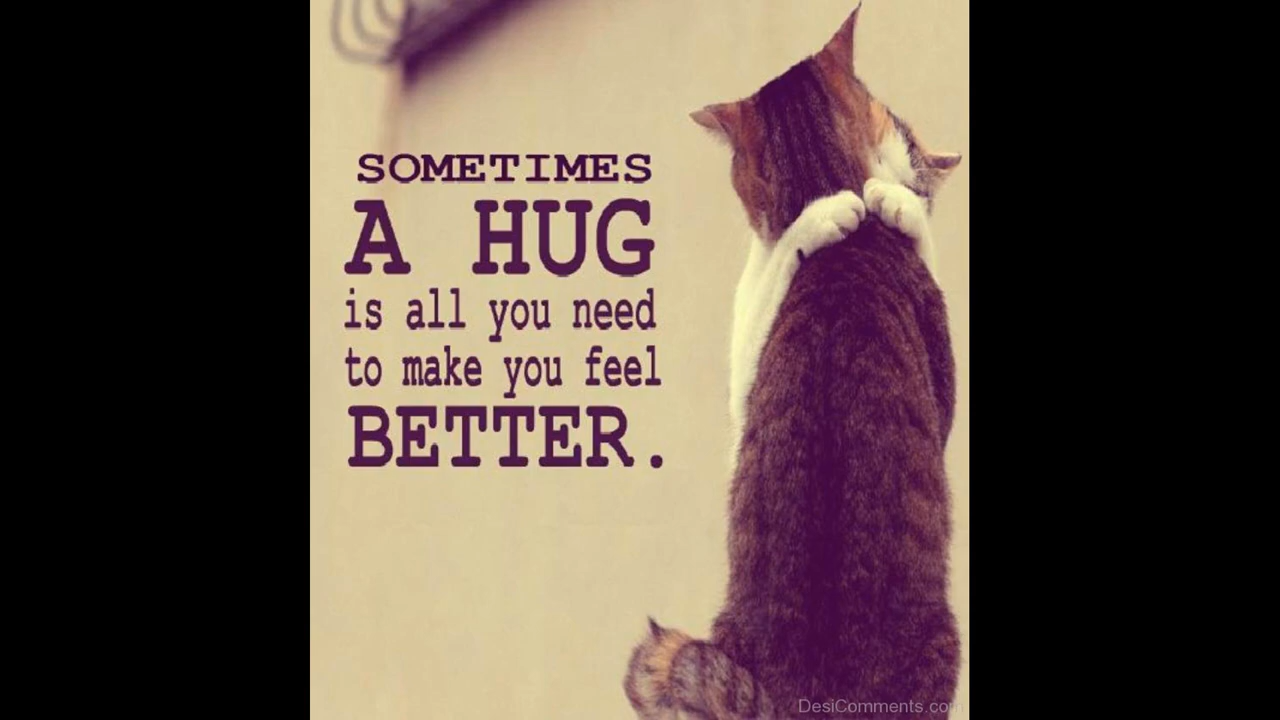 SOMETIMES
A HUG
is all you need
to make you feel
BETTER.
DesiComments.com